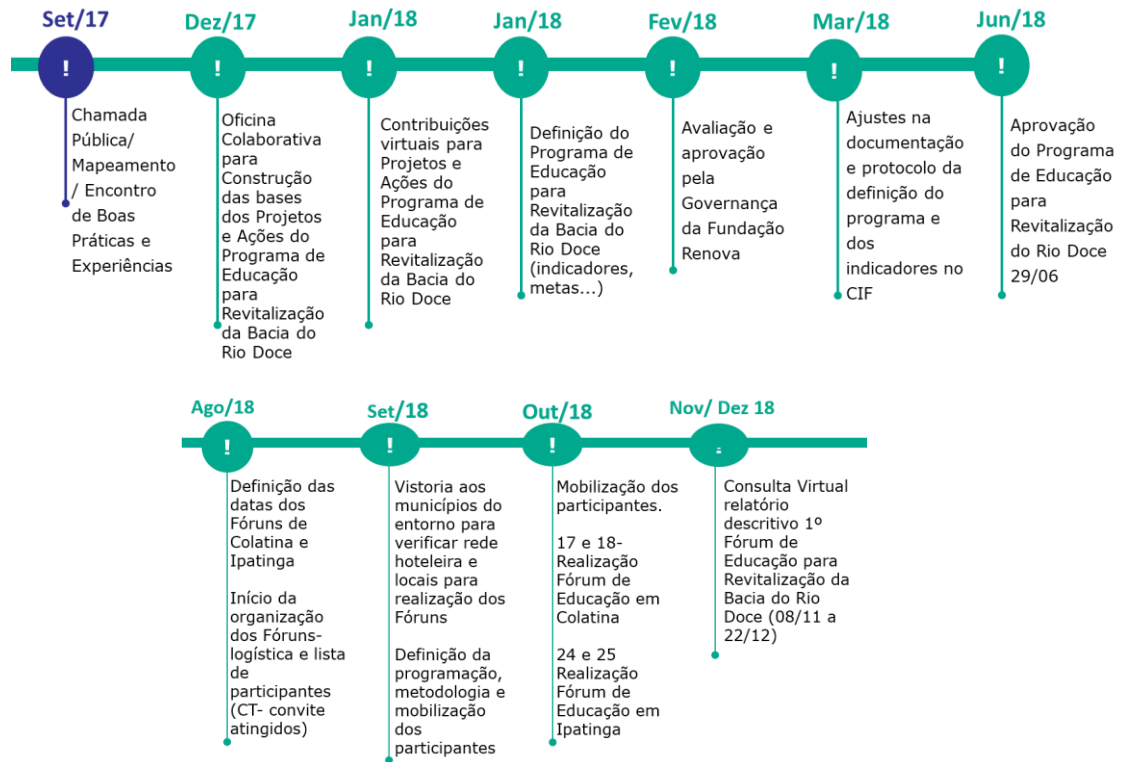 Set/17
Chamada
Pública/
Mapeamento
/ Encontro
de Boas
Práticas e
Experiências
Dez/17
Oficina
Colaborativa
para
Construção
das bases
dos Projetos
e Ações do
Programa de
Educação
para
Revitalização
da Bacia do
Rio Doce
Jan/18
Contribuições
virtuais para
Projetos e
Ações do
Programa de
Educação
para
Revitalização
da Bacia do
Rio Doce
Jan/18
Definição do
Programa de
Educação
para
Revitalização
da Bacia do
Rio Doce
(indicadores,
metas...)
Fev/18
Avaliação e
aprovação
pela
Governança
da Fundação
Renova
Mar/18
Ajustes na
documentação
e protocolo da
definição do
programa e
dos
indicadores no
CIF
Jun/18
Aprovação
do Programa
de Educação
para
Revitalização
do Rio Doce
29/06
Ago/18
Definição das
datas dos
Fóruns de
Colatina e
Ipatinga
Início da
organização
dos Fóruns-
logística e lista
de
participantes
(CT- convite
atingidos)
Set/18
Vistoria aos
municípios do
entorno para
verificar rede
hoteleira e
locais para
realização dos
Fóruns
Definição da
programação,
metodologia e
mobilização
dos
participantes
Out/18
Mobilização dos
participantes.
17 e 18-
Realização
Fórum de
Educação em
Colatina
24 e 25
Realização
Fórum de
Educação em
Ipatinga
Nov/ Dez 18
Consulta Virtual
relatório
descritivo 1º
Fórum de
Educação para
Revitalização da
Bacia do Rio
Doce (08/11 a
22/12)